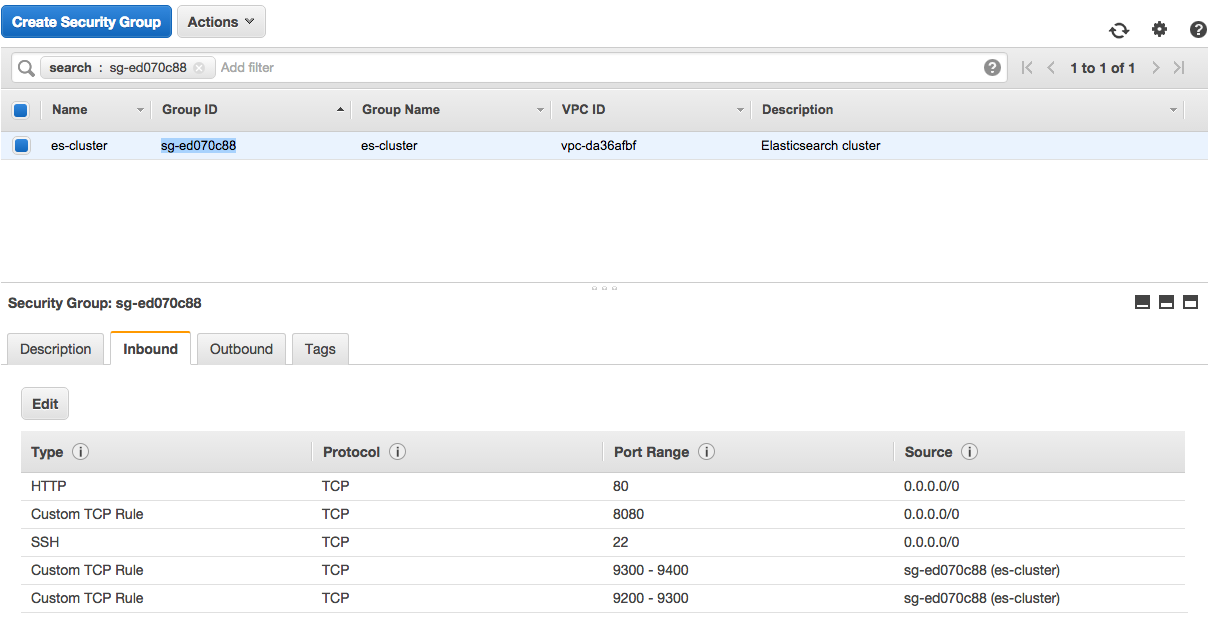 Create Security Group Actions
search : sg-ed070c88 Add filter 1 to 1 of 1
Name Group ID Group Name VPC ID Description
es-cluster sg-ed070c88 es-cluster vpc-da36afbf Elasticsearch cluster
Security Group: sg-ed070c88
Description Inbound Outbound Tags
Edit
Type Protocol Port Range Source
HTTP TCP 80 0.0.0.0/0
Custom TCP Rule TCP 8080 0.0.0.0/0
SSH TCP 22 0.0.0.0/0
Custom TCP Rule TCP 9300 - 9400 sg-ed070c88 (es-cluster)
Custom TCP Rule TCP 9200 - 9300 sg-ed070c88 (es-cluster)